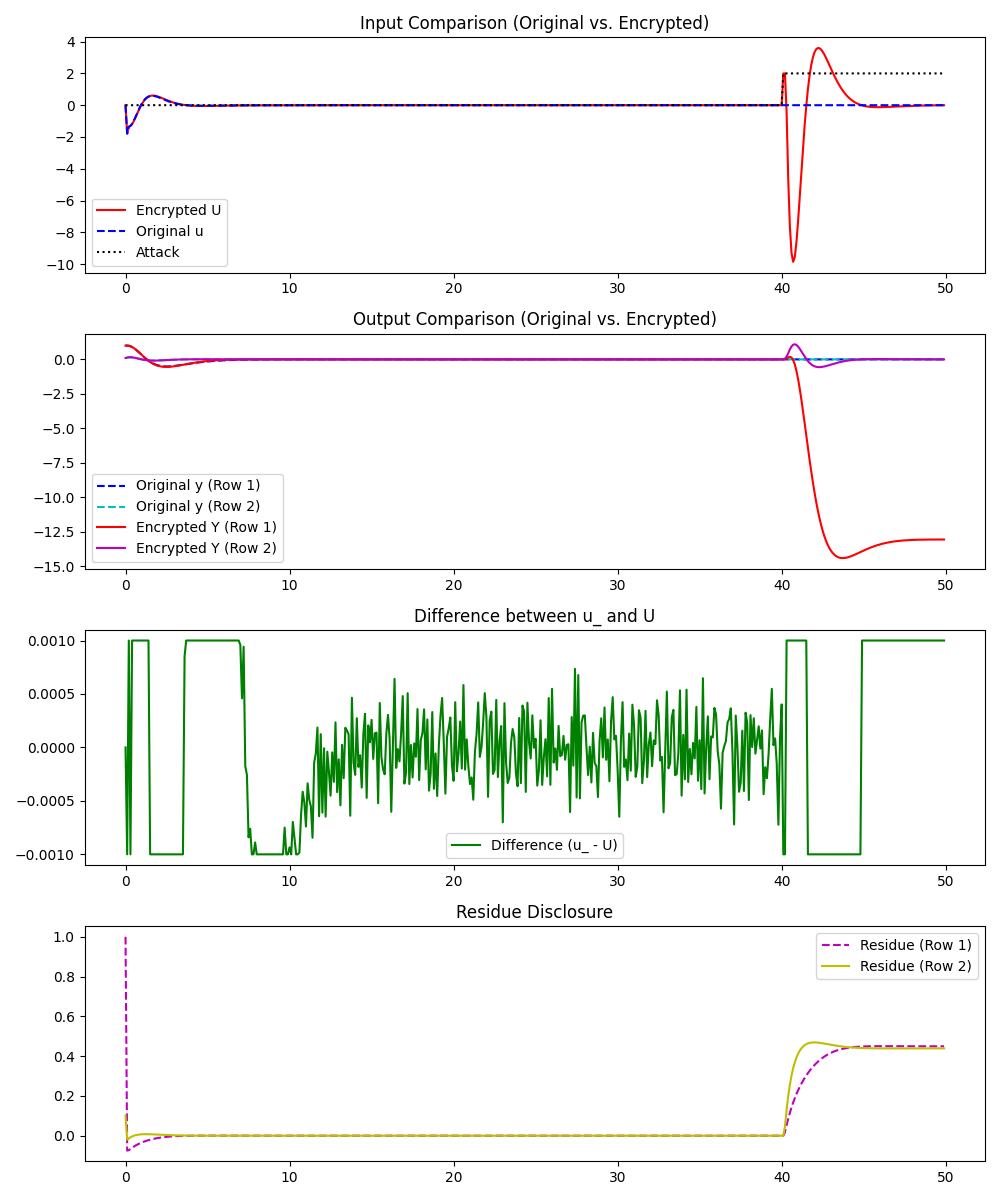 Input Comparison (Original vs. Encrypted)
4
2
0
−2
−4
−6
−8
−10
Encrypted U
Original u
Attack
0 10 20 30 40 50
Output Comparison (Original vs. Encrypted)
0.0
−2.5
−5.0
−7.5
−10.0
−12.5
−15.0
Original y (Row 1)
Original y (Row 2)
Encrypted Y (Row 1)
Encrypted Y (Row 2)
0 10 20 30 40 50
Difference between u_ and U
0.0010
0.0005
0.0000
−0.0005
−0.0010
Difference (u_ - U)
0 10 20 30 40 50
Residue Disclosure
1.0
0.8
0.6
0.4
0.2
0.0
Residue (Row 1)
Residue (Row 2)
0 10 20 30 40 50